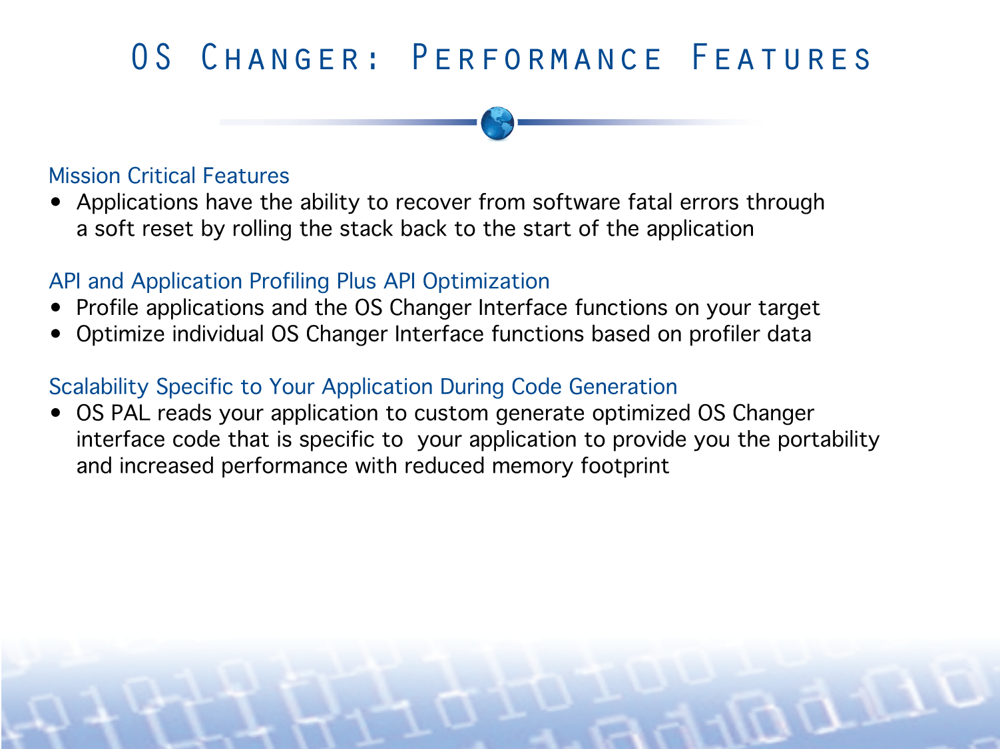 OS Changer: Performance Features
Mission Critical Features
• Applications have the ability to recover from software fatal errors through
a soft reset by rolling the stack back to the start of the application
API and Application Profiling Plus API Optimization
• Profile applications and the OS Changer Interface functions on your target
• Optimize individual OS Changer Interface functions based on profiler data
Scalability Specific to Your Application During Code Generation
• OS PAL reads your application to custom generate optimized OS Changer
interface code that is specific to  your application to provide you the portability
and increased performance with reduced memory footprint